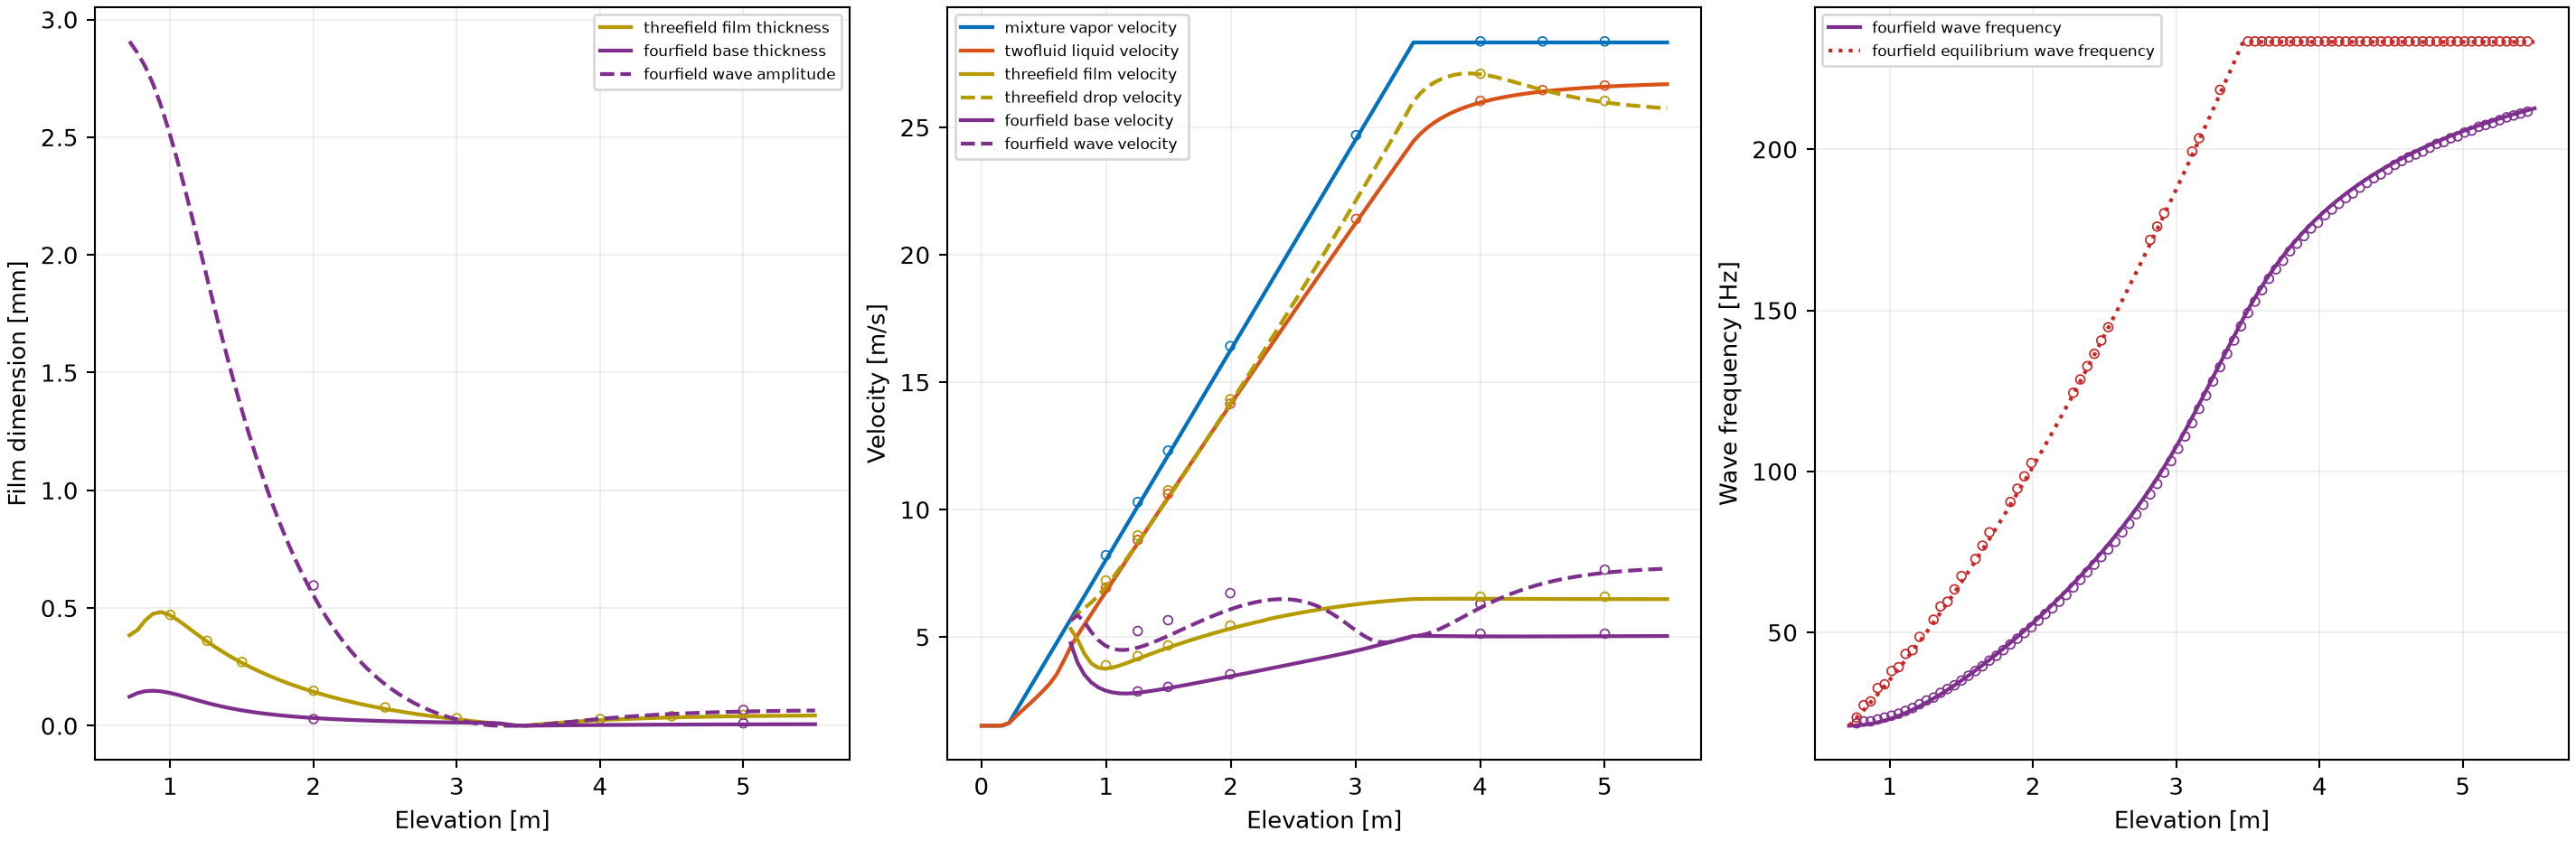 3.0
2.5
2.0
1.5
1.0
0.5
0.0
Film dimension [mm]
threefield film thickness
fourfield base thickness
fourfield wave amplitude
1 2 3 4 5
Elevation [m]
25
20
15
10
5
Velocity [m/s]
mixture vapor velocity
twofluid liquid velocity
threefield film velocity
threefield drop velocity
fourfield base velocity
fourfield wave velocity
0 1 2 3 4 5
Elevation [m]
200
150
100
50
Wave frequency [Hz]
fourfield wave frequency
fourfield equilibrium wave frequency
1 2 3 4 5
Elevation [m]